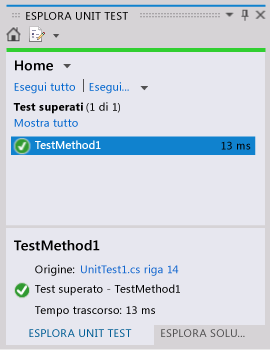 ESPLORA UNIT TEST
Home
Esegui tutto | Esegui...
Test superati (1 di 1)
Mostra tutto
TestMethod1 13 ms
TestMethod1
Origine: UnitTest1.cs riga 14
Test superato - TestMethod1
Tempo trascorso: 13 ms
ESPLORA UNIT TEST ESPLORA SOLU...